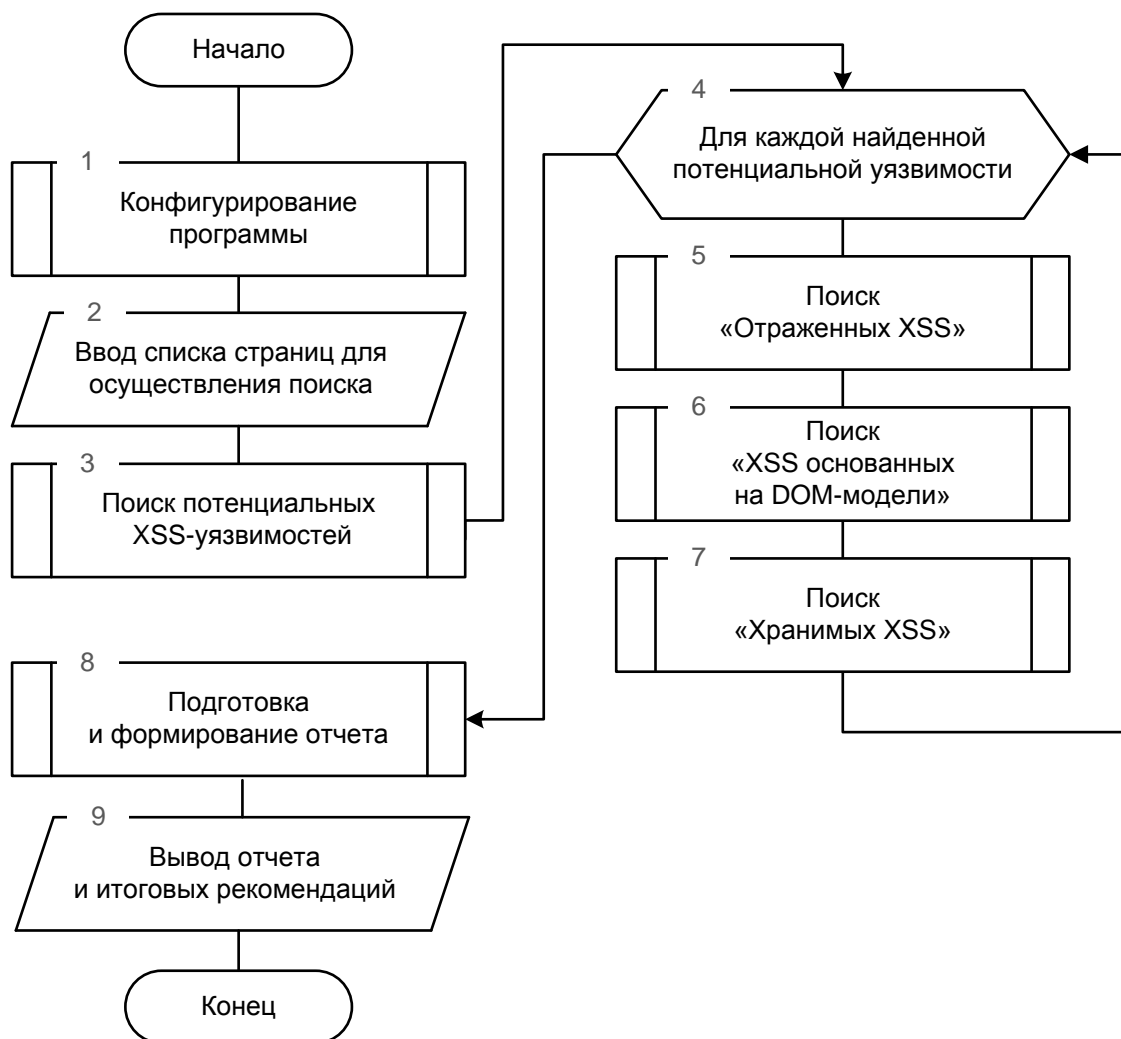 Начало
1
Конфигурирование
программы
2
Ввод списка страниц для
осуществления поиска
3
Поиск потенциальных
XSS-уязвимостей
4
Для каждой найденной
потенциальной уязвимости
5
Поиск
«Отраженных XSS»
6
Поиск
«XSS основанных
на DOM-модели»
7
Поиск
«Хранимых XSS»
8
Подготовка
и формирование отчета
9
Вывод отчета
и итоговых рекомендаций
Конец